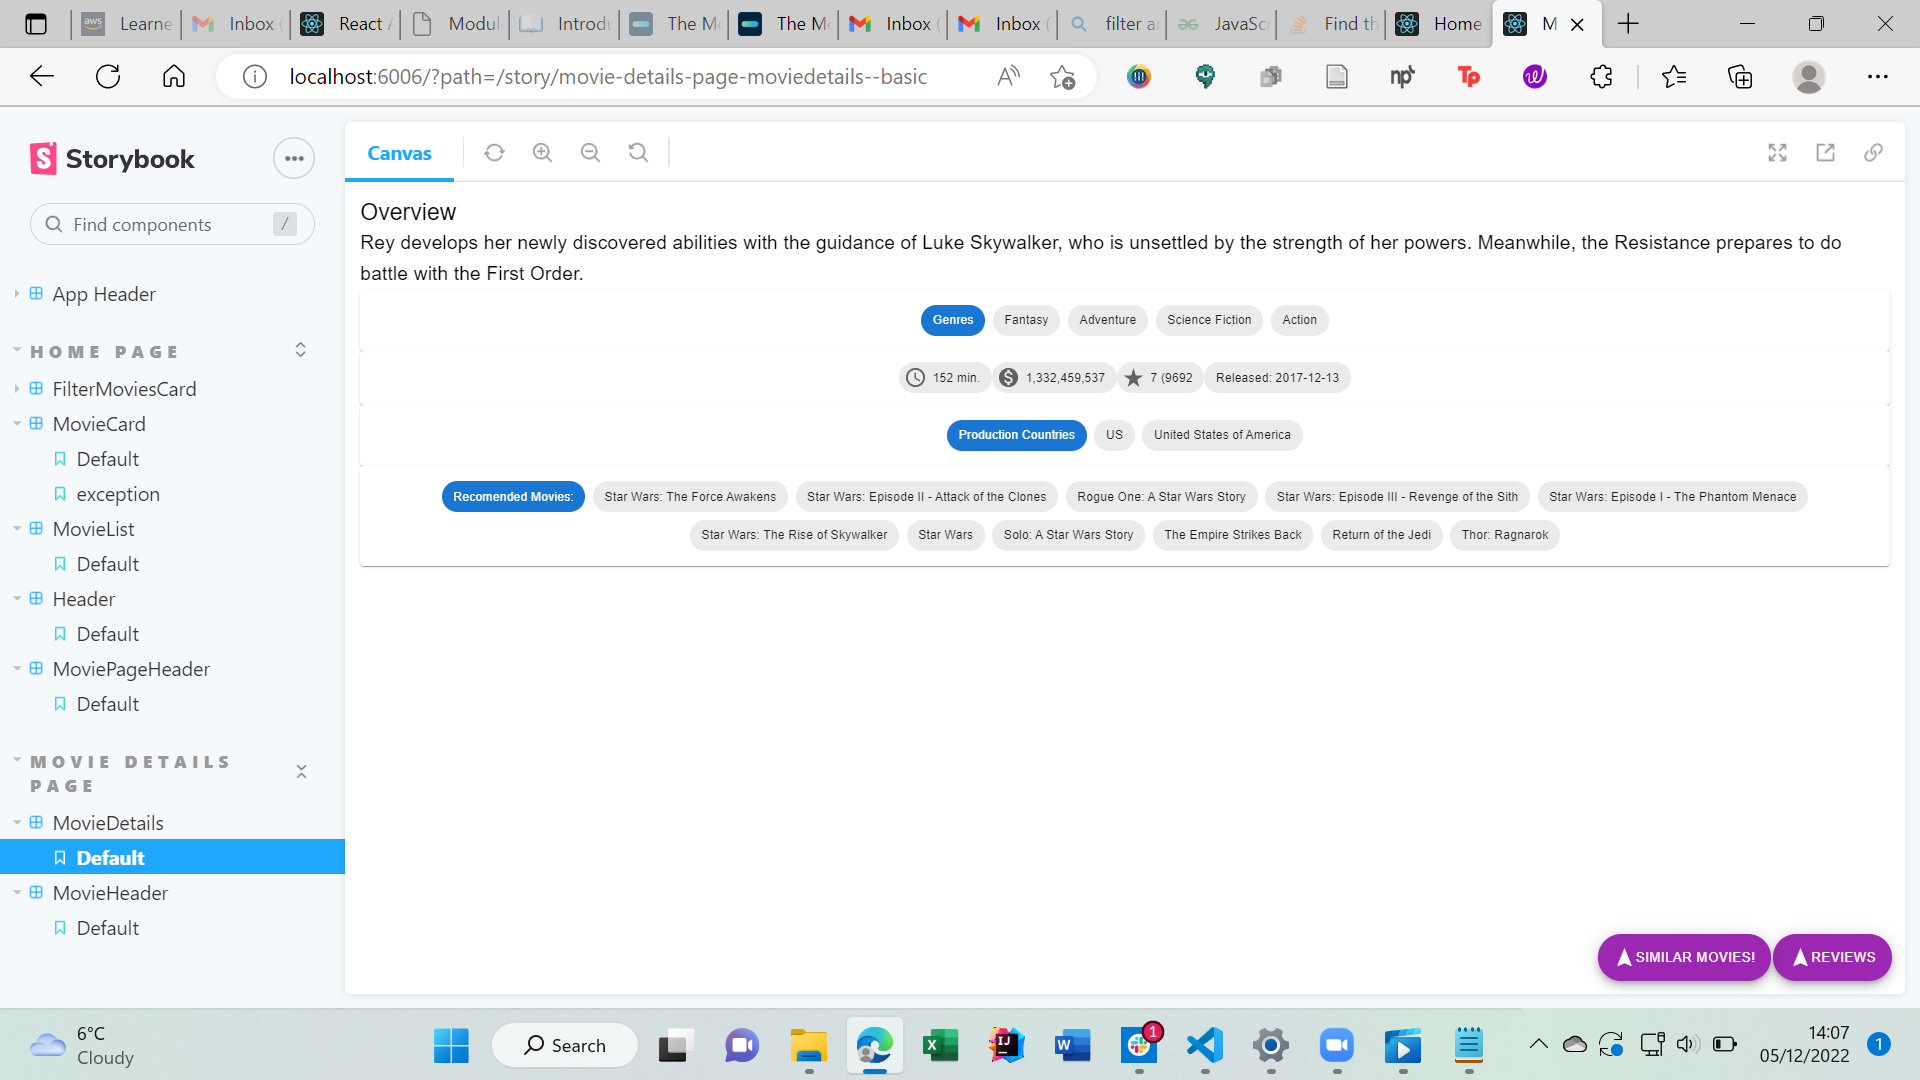 aws Learne
Inbox (
React A
Modul
Introdu
The Mo
The Mo
Inbox (
Inbox (
filter ar
JavaSc
Find th
Home
M
localhost:6006/?path=/story/movie-details-page-moviedetails--basic
Storybook
Find components /
App Header
HOME PAGE
FilterMoviesCard
MovieCard
Default
exception
MovieList
Default
Header
Default
MoviePageHeader
Default
MOVIE DETAILS
PAGE
MovieDetails
Default
MovieHeader
Default
Canvas
Overview
Rey develops her newly discovered abilities with the guidance of Luke Skywalker, who is unsettled by the strength of her powers. Meanwhile, the Resistance prepares to do
battle with the First Order.
Genres Fantasy Adventure Science Fiction Action
152 min. 1,332,459,537 7 (9692 Released: 2017-12-13
Production Countries US United States of America
Recomended Movies: Star Wars: The Force Awakens Star Wars: Episode II - Attack of the Clones Rogue One: A Star Wars Story Star Wars: Episode III - Revenge of the Sith Star Wars: Episode I - The Phantom Menace
Star Wars: The Rise of Skywalker Star Wars Solo: A Star Wars Story The Empire Strikes Back Return of the Jedi Thor: Ragnarok
SIMILAR MOVIES! REVIEWS
6°C
Cloudy
Search
1
14:07
05/12/2022
1